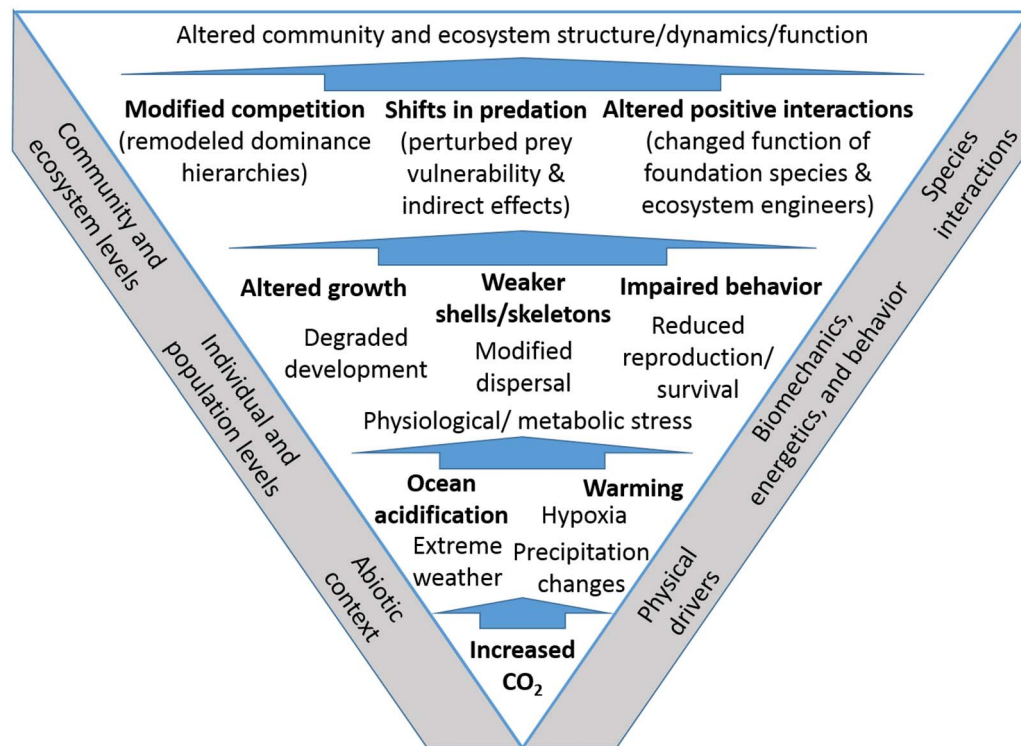 Altered community and ecosystem structure/dynamics/function
Modified competition
(remodeled dominance
hierarchies)
Shifts in predation
(perturbed prey
vulnerability &
indirect effects)
Altered positive interactions
(changed function of
foundation species &
ecosystem engineers)
Altered growth
Degraded
development
Weaker
shells/skeletons
Modified
dispersal
Impaired behavior
Reduced
reproduction/
survival
Physiological/ metabolic stress
Ocean
acidification
Extreme
weather
Warming
Hypoxia
Precipitation
changes
Increased
CO₂
Community and
ecosystem levels
Individual and
population levels
Abiotic
context
Species
interactions
Biomechanics,
energetics, and behavior
Physical
drivers